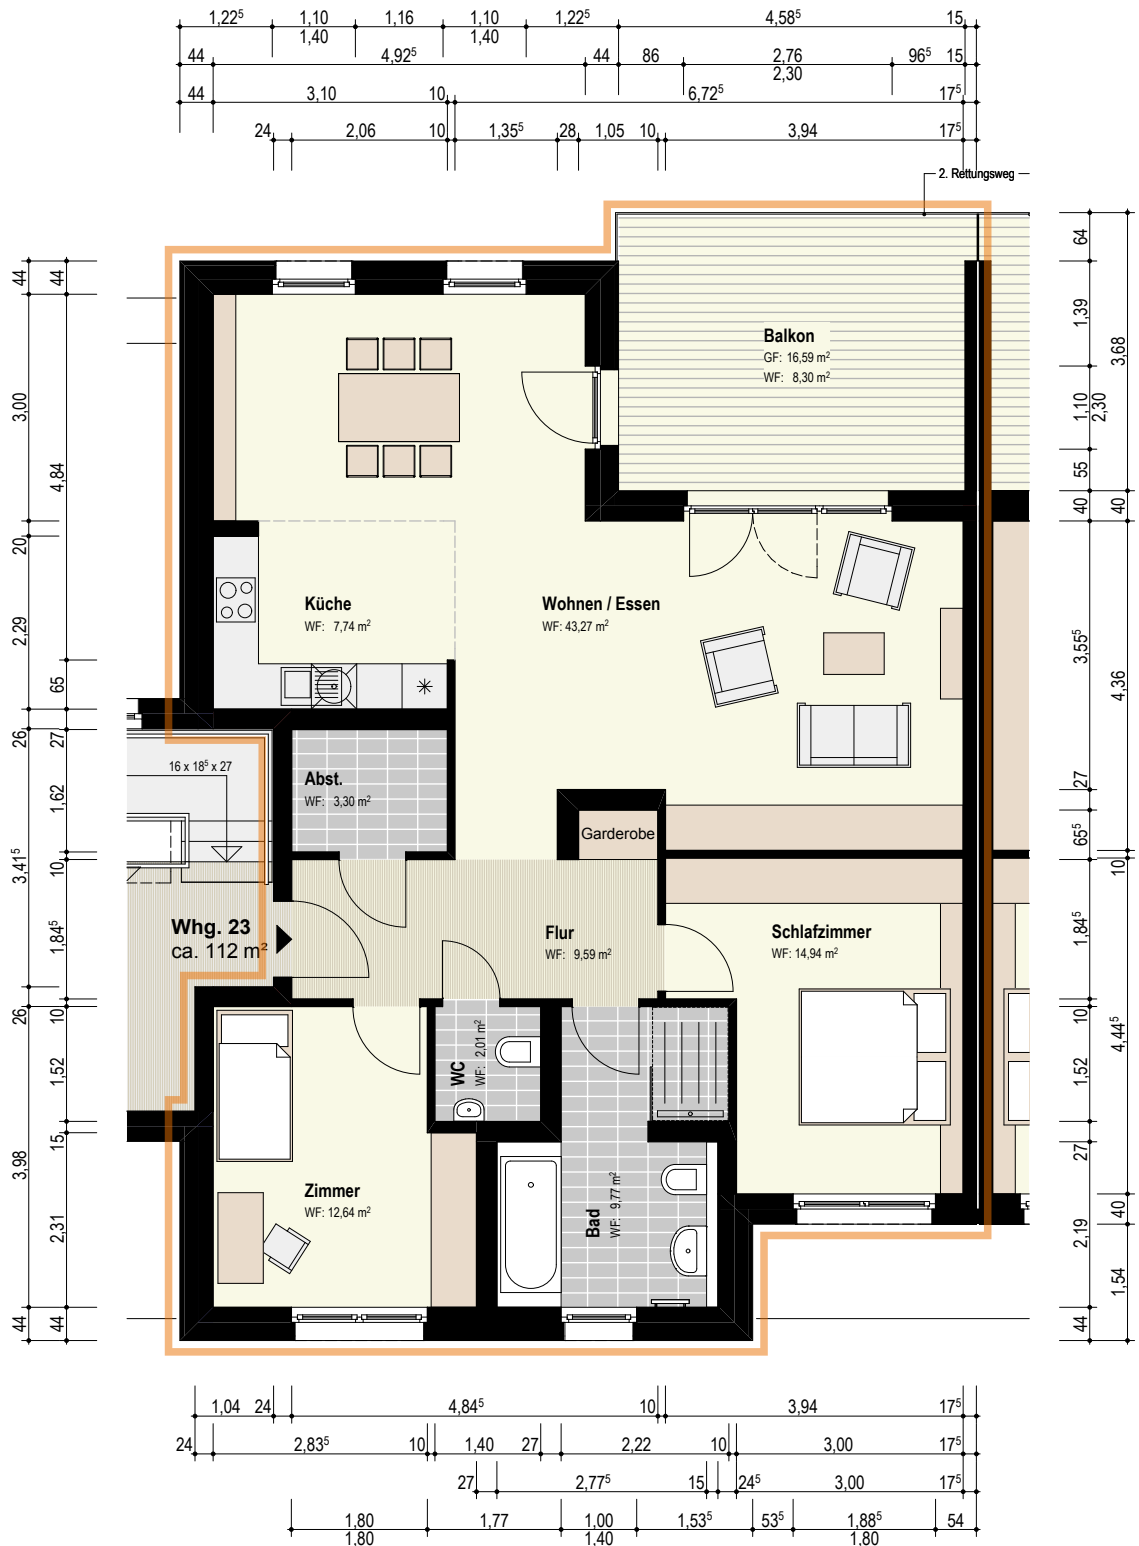 1,22⁵ 1,10 1,16 1,10 1,22⁵ 4,58⁵ 15
1,40 1,40
44 4,92⁵ 44 86 2,76 96⁵ 15
2,30
44 3,10 10 6,72⁵ 17⁵
24 2,06 10 1,35⁵ 28 1,05 10 3,94 17⁵
2. Rettungsweg
44 3,00 20 2,29 65 26 3,41⁵ 26 3,98 44
44 4,84 27 1,62 10 1,84⁵ 10 1,52 15 2,31 44
Balkon
GF: 16,59 m²
WF: 8,30 m²
Küche
WF: 7,74 m²
Wohnen / Essen
WF: 43,27 m²
16 x 18⁵ x 27
Abst.
WF: 3,30 m²
Garderobe
Whg. 23
ca. 112 m²
Flur
WF: 9,59 m²
Schlafzimmer
WF: 14,94 m²
WC
WF: 2,01 m²
Zimmer
WF: 12,64 m²
Bad
WF: 9,77 m²
64 1,39 1,10 55 40 3,55⁵ 27 65⁵ 1,84⁵ 10 1,52 27 2,19 44
2,30
3,68 40 4,36 10 4,44⁵ 40 1,54
1,04 24 4,84⁵ 10 3,94 17⁵
24 2,83⁵ 10 1,40 27 2,22 10 3,00 17⁵
27 2,77⁵ 15 24⁵ 3,00 17⁵
1,80 1,77 1,00 1,53⁵ 53⁵ 1,88⁵ 54
1,80 1,40 1,80